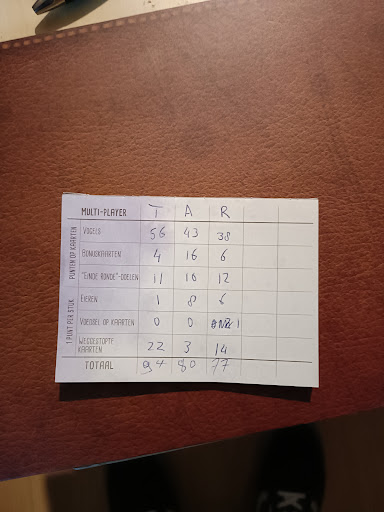 MULTI-PLAYER T A R
PUNTEN OP KAARTEN
VOGELS 56 43 38
BONUSKAARTEN 4 16 6
"EINDE RONDE"-DOELEN 11 10 12
1 PUNT PER STUK
EIEREN 1 8 6
VOEDSEL OP KAARTEN 0 0 1
WEGGESTOPTE KAARTEN 22 3 14
TOTAAL 94 80 77